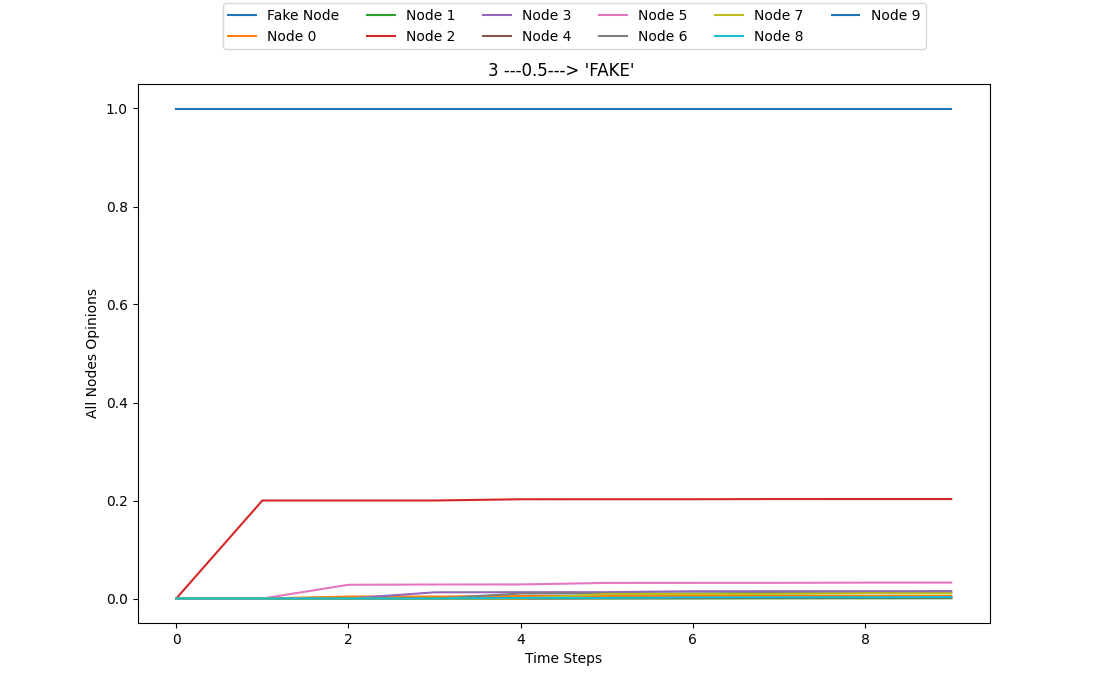 Fake Node Node 1 Node 3 Node 5 Node 7 Node 9
Node 0 Node 2 Node 4 Node 6 Node 8
3 ---0.5---> 'FAKE'
1.0
0.8
0.6
0.4
0.2
0.0
All Nodes Opinions
0 2 4 6 8
Time Steps